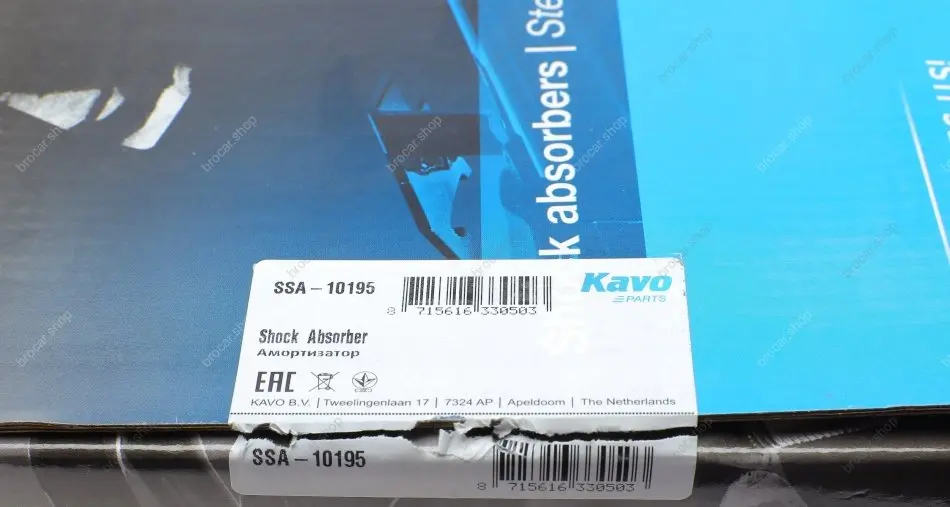 absorbers | Ste
SSA – 10195
8 715616 330503
Kavo
PARTS
Shock Absorber
Амортизатор
EAC
KAVO B.V. | Tweelingenlaan 17 | 7324 AP | Apeldoorn | The Netherlands
SSA – 10195
8 715616 330503
brocar.shop